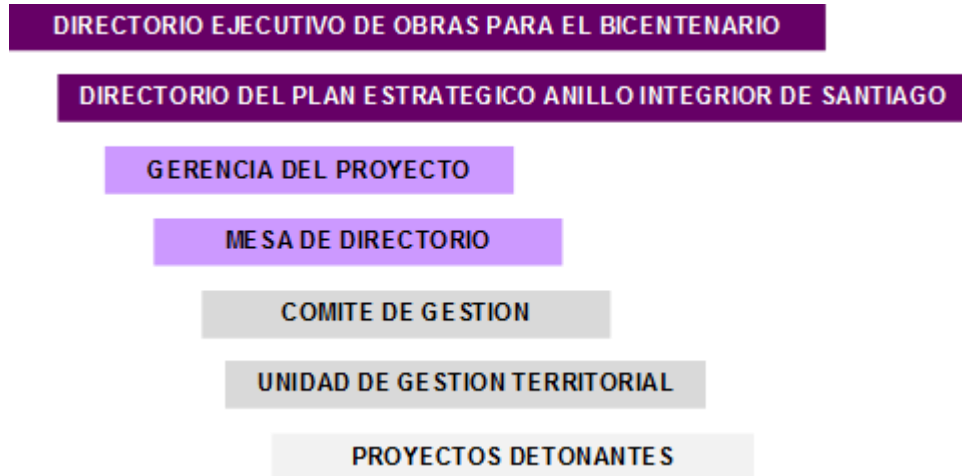 DIRECTORIO EJECUTIVO DE OBRAS PARA EL BICENTENARIO
DIRECTORIO DEL PLAN ESTRATEGICO ANILLO INTEGRIOR DE SANTIAGO
GERENCIA DEL PROYECTO
MESA DE DIRECTORIO
COMITE DE GESTION
UNIDAD DE GESTION TERRITORIAL
PROYECTOS DETONANTES